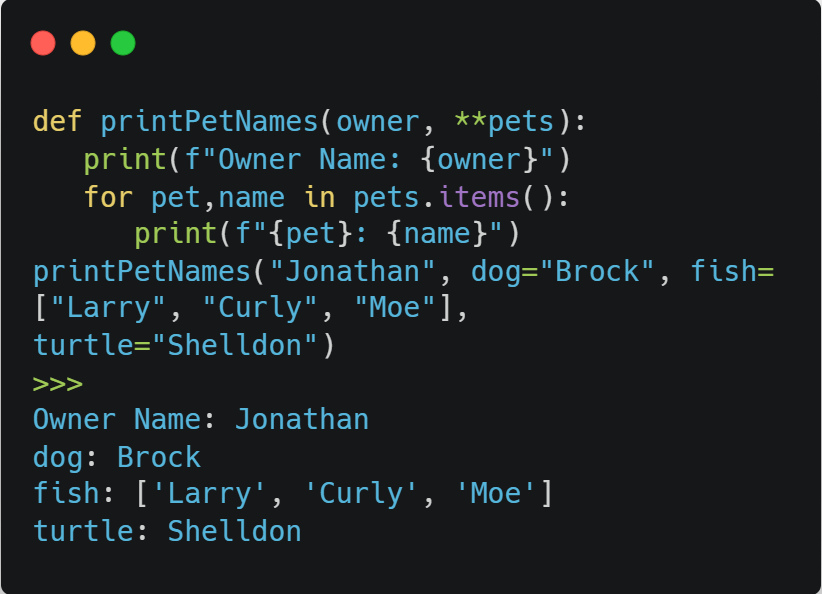 def printPetNames(owner, **pets):
   print(f"Owner Name: {owner}")
   for pet,name in pets.items():
      print(f"{pet}: {name}")
printPetNames("Jonathan", dog="Brock", fish=
["Larry", "Curly", "Moe"],
turtle="Shelldon")
>>>
Owner Name: Jonathan
dog: Brock
fish: ['Larry', 'Curly', 'Moe']
turtle: Shelldon